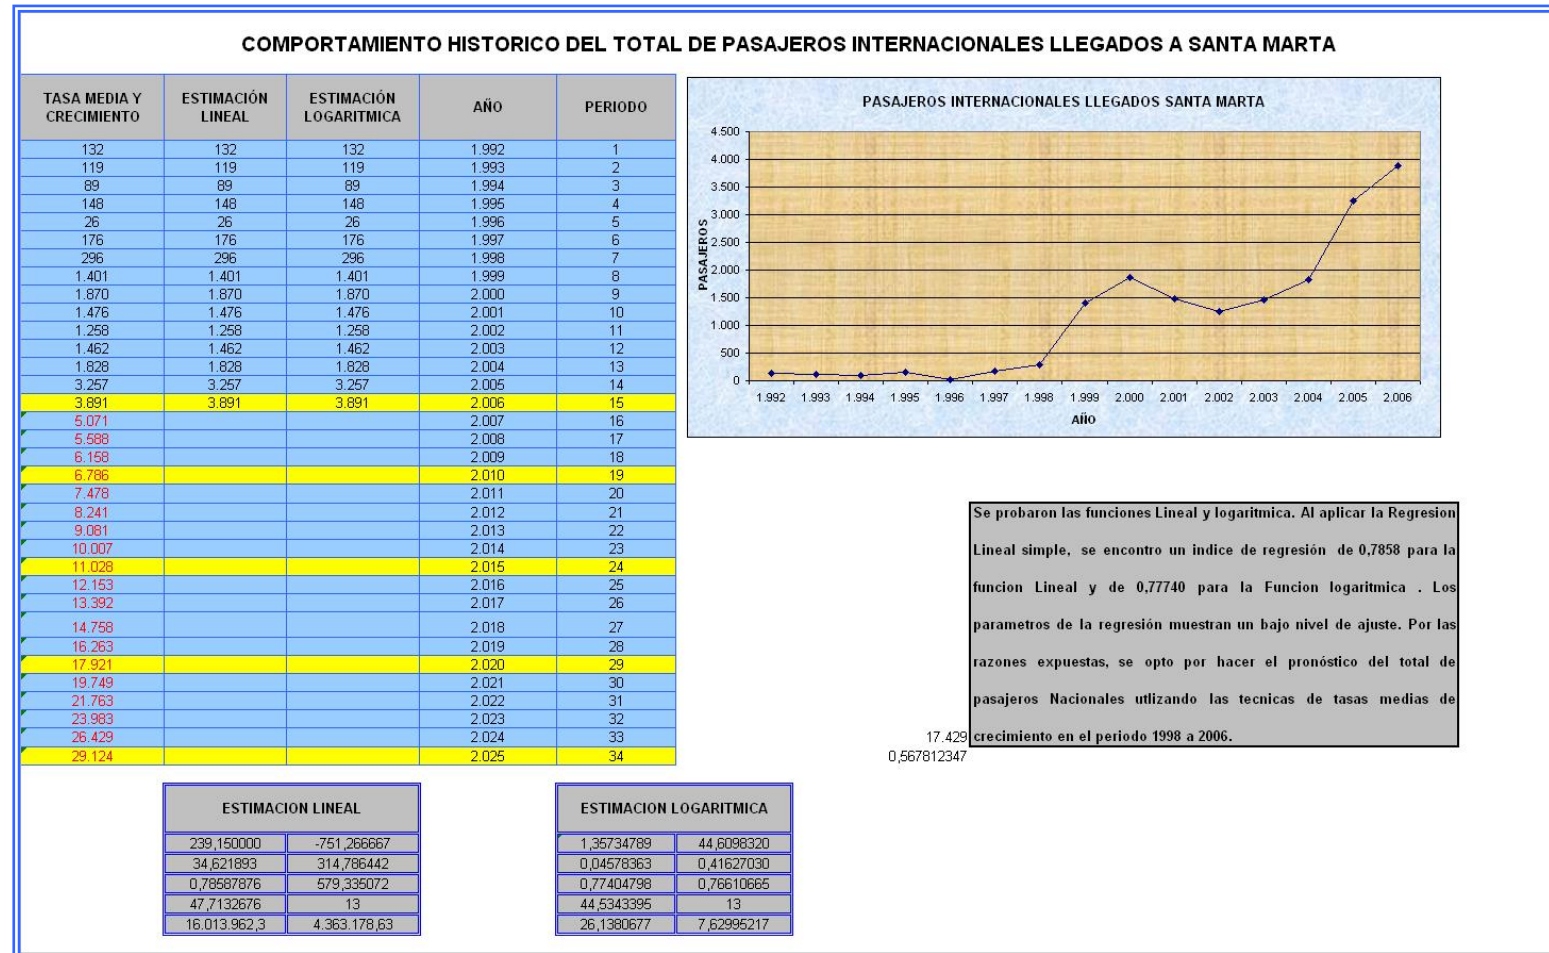 COMPORTAMIENTO HISTORICO DEL TOTAL DE PASAJEROS INTERNACIONALES LLEGADOS A SANTA MARTA
TASA MEDIA Y CRECIMIENTO ESTIMACIÓN LINEAL ESTIMACIÓN LOGARITMICA AÑO PERIODO
132 132 132 1.992 1
119 119 119 1.993 2
89 89 89 1.994 3
148 148 148 1.995 4
26 26 26 1.996 5
176 176 176 1.997 6
296 296 296 1.998 7
1.401 1.401 1.401 1.999 8
1.870 1.870 1.870 2.000 9
1.476 1.476 1.476 2.001 10
1.258 1.258 1.258 2.002 11
1.462 1.462 1.462 2.003 12
1.828 1.828 1.828 2.004 13
3.257 3.257 3.257 2.005 14
3.891 3.891 3.891 2.006 15
5.071 2.007 16
5.588 2.008 17
6.158 2.009 18
6.786 2.010 19
7.478 2.011 20
8.241 2.012 21
9.081 2.013 22
10.007 2.014 23
11.028 2.015 24
12.153 2.016 25
13.392 2.017 26
14.758 2.018 27
16.263 2.019 28
17.921 2.020 29
19.749 2.021 30
21.763 2.022 31
23.983 2.023 32
26.429 2.024 33
29.124 2.025 34
PASAJEROS INTERNACIONALES LLEGADOS SANTA MARTA
PASAJEROS
4.500
4.000
3.500
3.000
2.500
2.000
1.500
1.000
500
0
1.992 1.993 1.994 1.995 1.996 1.997 1.998 1.999 2.000 2.001 2.002 2.003 2.004 2.005 2.006
AÑO
Se probaron las funciones Lineal y logaritmica. Al aplicar la Regresion
Lineal simple, se encontro un indice de regresión de 0,7858 para la
funcion Lineal y de 0,77740 para la Funcion logaritmica . Los
parametros de la regresión muestran un bajo nivel de ajuste. Por las
razones expuestas, se opto por hacer el pronóstico del total de
pasajeros Nacionales utlizando las tecnicas de tasas medias de
crecimiento en el periodo 1998 a 2006.
17.429
0,567812347
ESTIMACION LINEAL
239,150000 -751,266667
34,621893 314,786442
0,78587876 579,335072
47,7132676 13
16.013.962,3 4.363.178,63
ESTIMACION LOGARITMICA
1,35734789 44,6098320
0,04578363 0,41627030
0,77404798 0,76610665
44,5343395 13
26,1380677 7,62995217